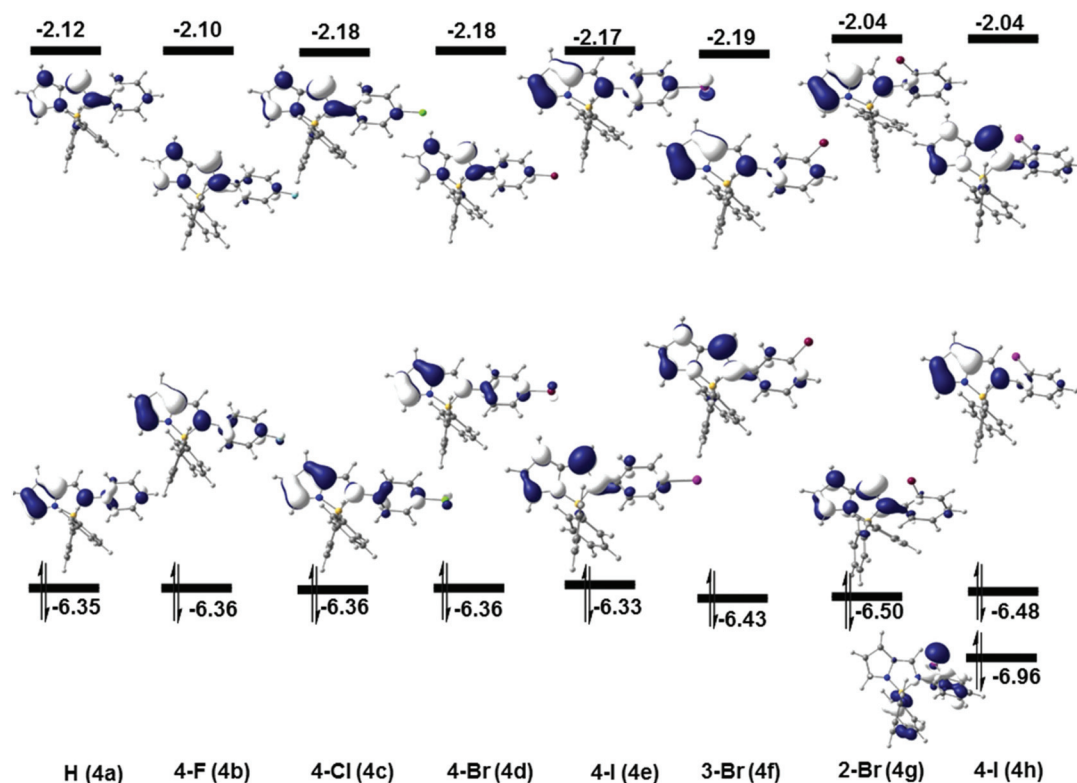 -2.12 -2.10 -2.18 -2.18 -2.17 -2.19 -2.04 -2.04
-6.35 -6.36 -6.36 -6.36 -6.33 -6.43 -6.50 -6.48
-6.96
H (4a) 4-F (4b) 4-Cl (4c) 4-Br (4d) 4-I (4e) 3-Br (4f) 2-Br (4g) 4-I (4h)